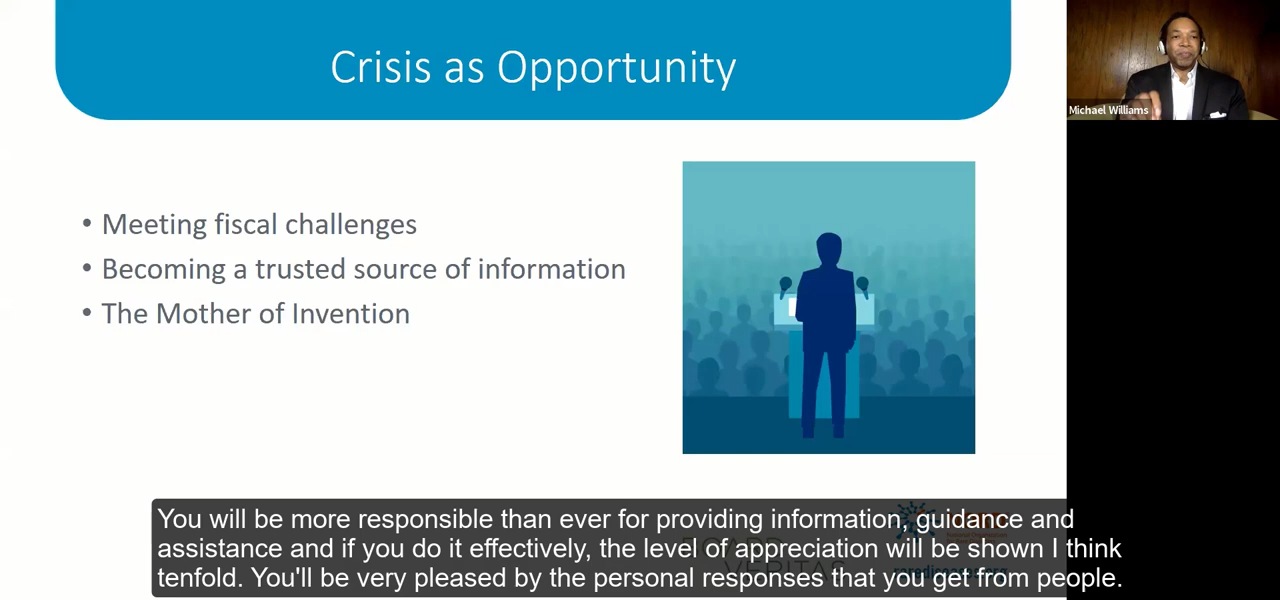 Crisis as Opportunity
Michael Williams
• Meeting fiscal challenges
• Becoming a trusted source of information
• The Mother of Invention
You will be more responsible than ever for providing information, guidance and
assistance and if you do it effectively, the level of appreciation will be shown I think
tenfold. You'll be very pleased by the personal responses that you get from people.